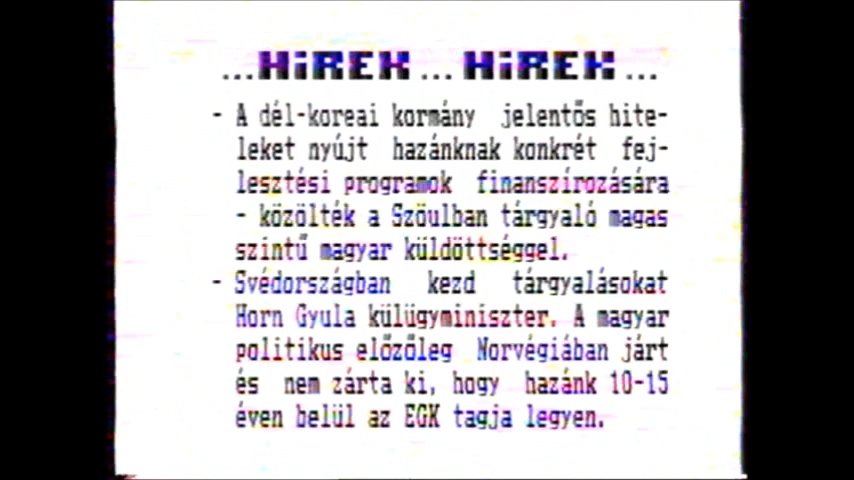 ...HíREK...HíREK...
- A dél-koreai kormány jelentős hite-
leket nyújt hazánknak konkrét fej-
lesztési programok finanszírozására
- közölték a Szöulban tárgyaló magas
szintű magyar küldöttséggel.
- Svédországban kezd tárgyalásokat
Horn Gyula külügyminiszter. A magyar
politikus előzőleg Norvégiában járt
és nem zárta ki, hogy hazánk 10-15
éven belül az EGK tagja legyen.